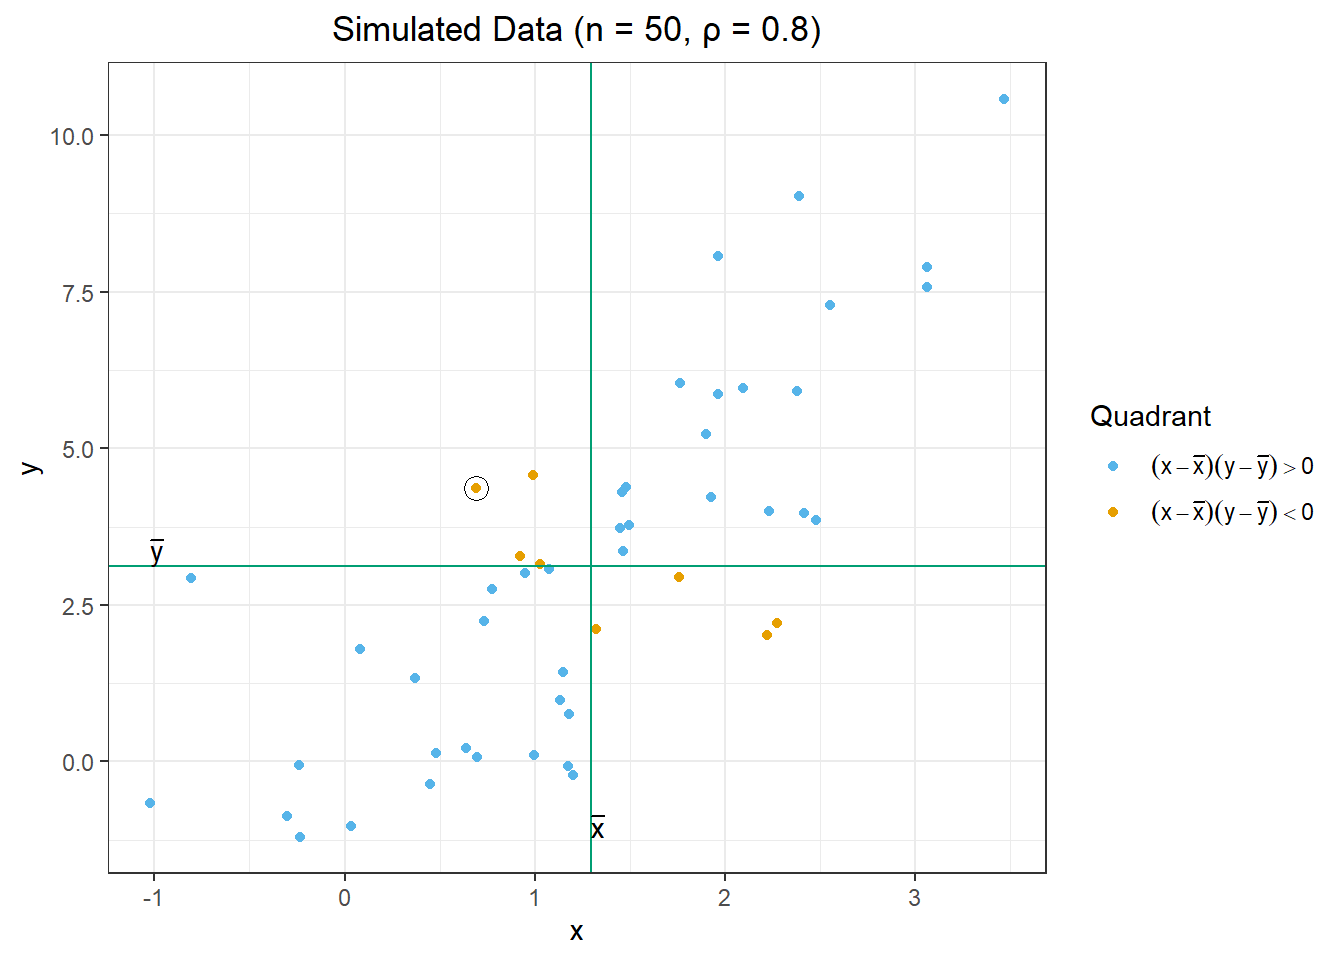 Simulated Data (n = 50, ρ = 0.8)
10.0
7.5
5.0
2.5
0.0
y
y̅
x̅
-1 0 1 2 3
x
Quadrant
(x − x̅)(y − y̅) > 0
(x − x̅)(y − y̅) < 0